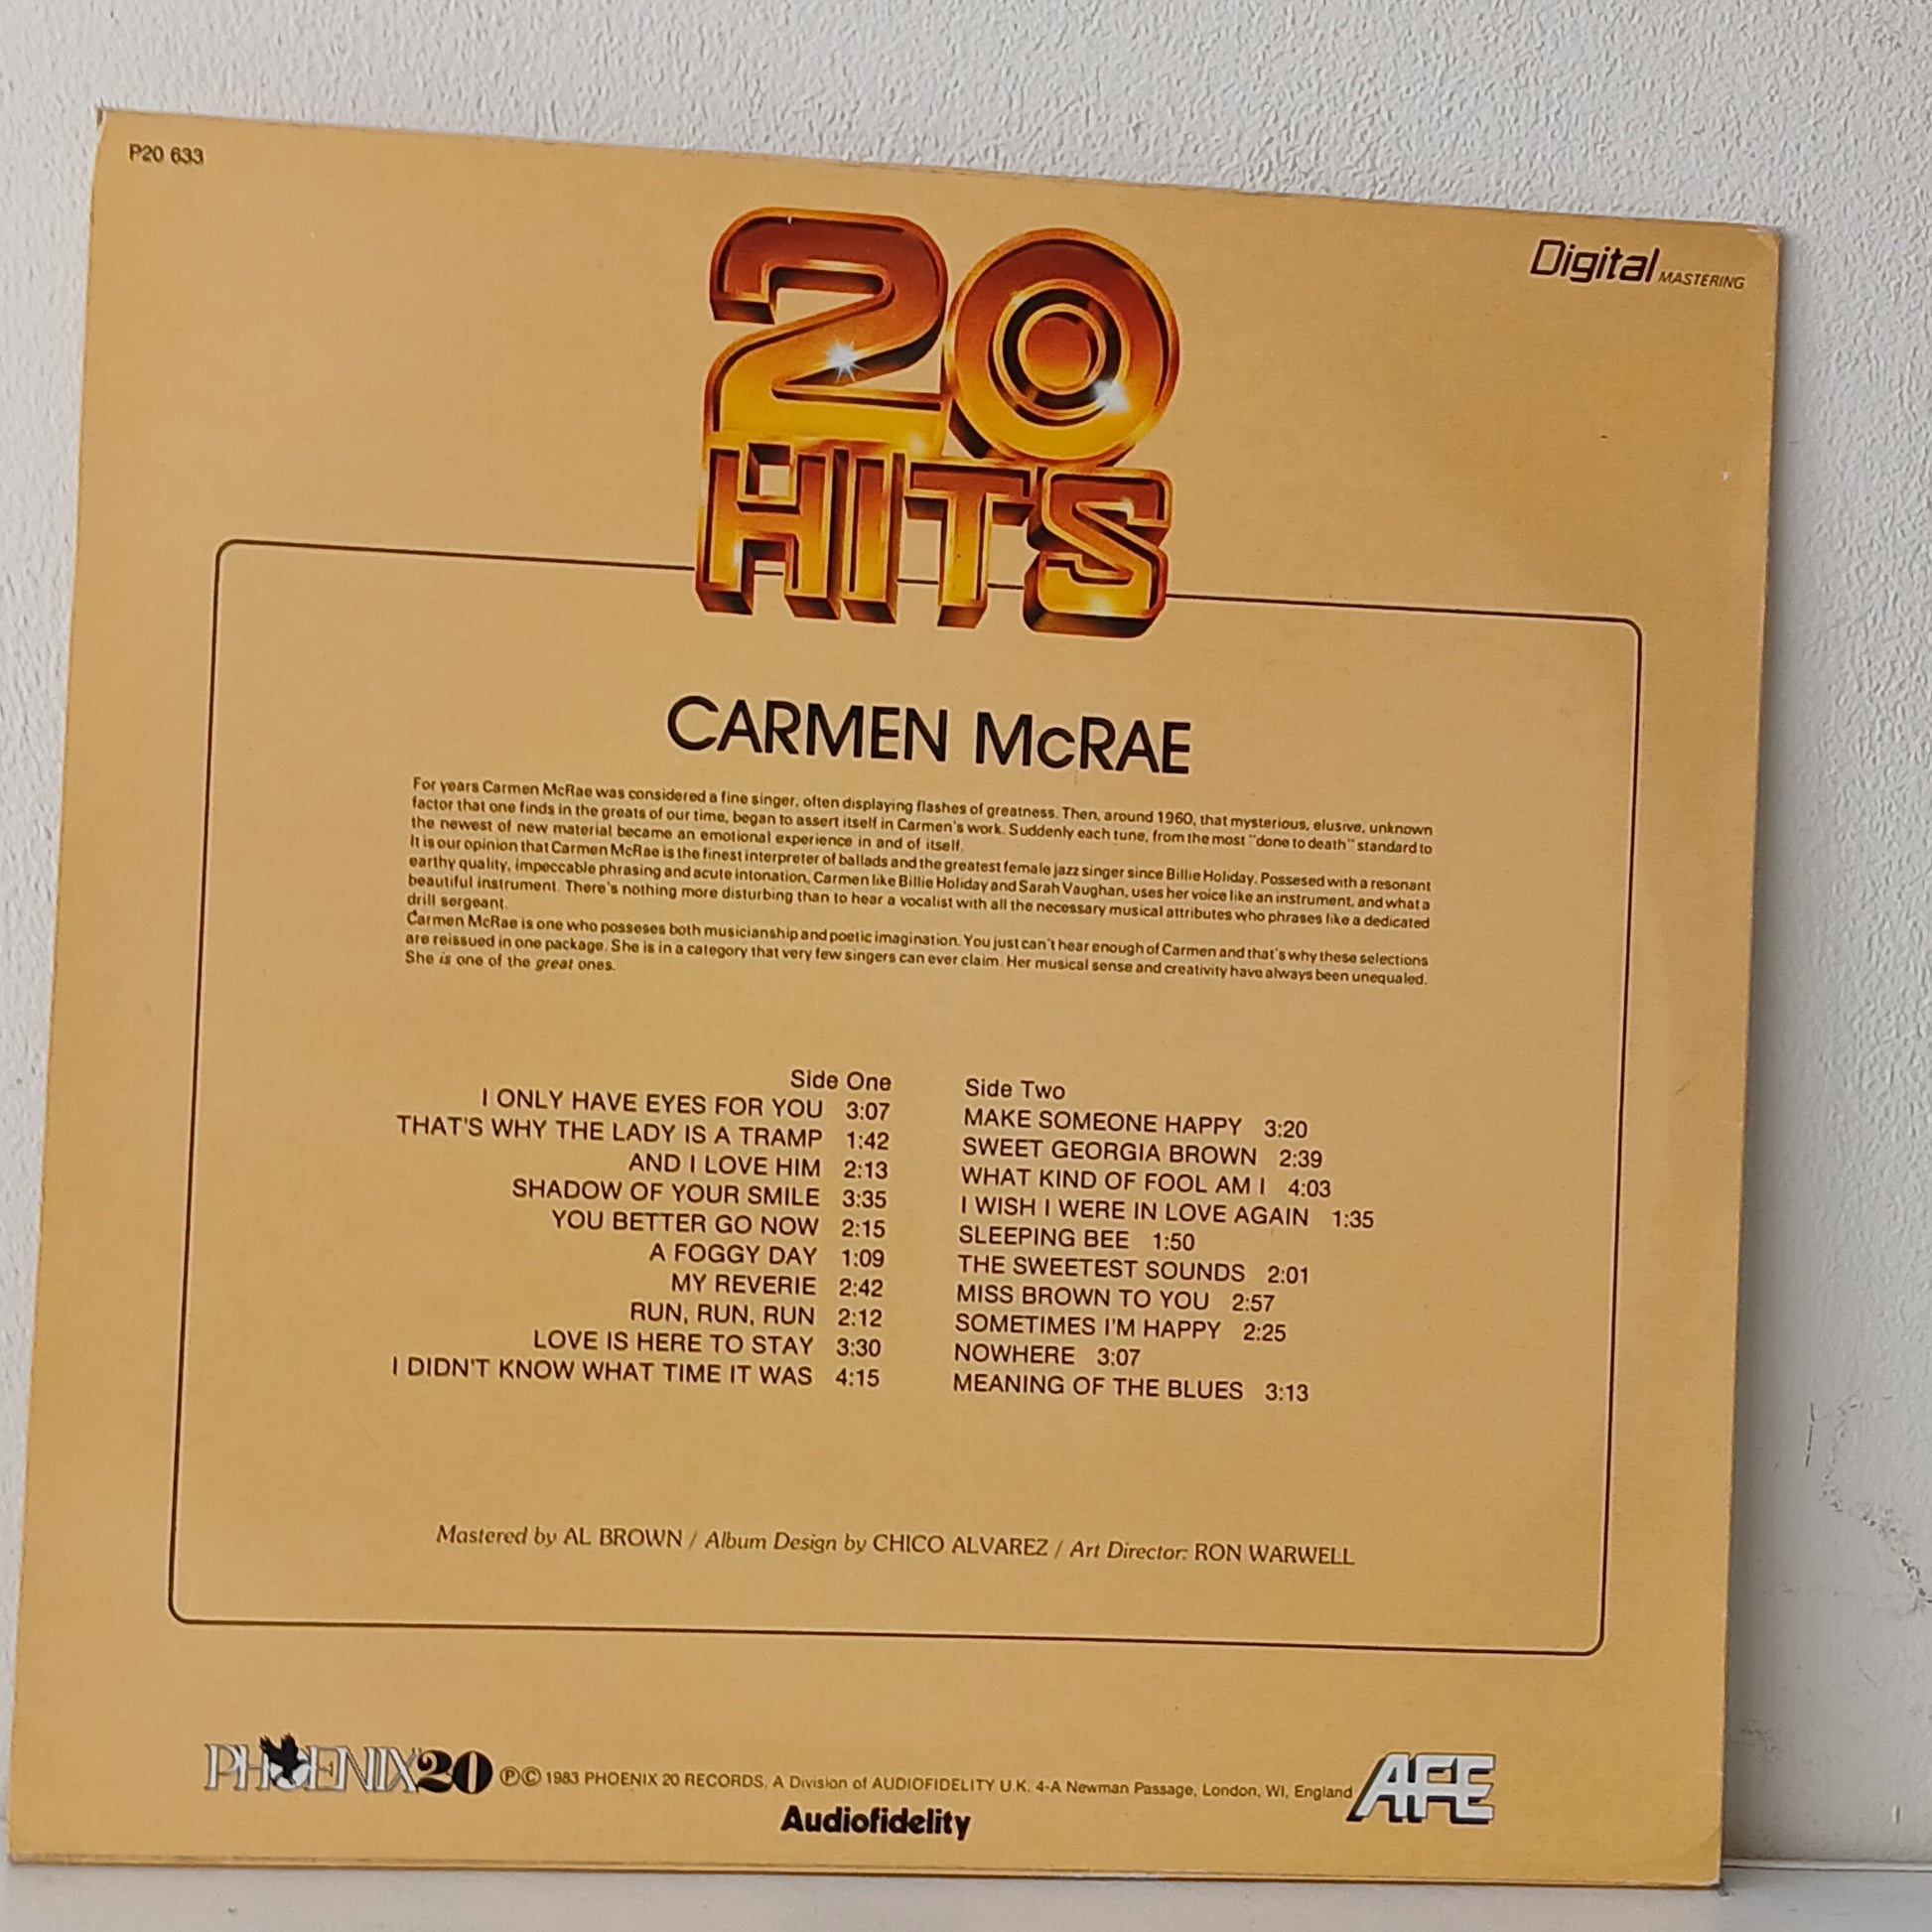 P20 633
Digital MASTERING
20
HITS
CARMEN McRAE
For years Carmen McRae was considered a fine singer, often displaying flashes of greatness. Then, around 1960, that mysterious, elusive, unknown
factor that one finds in the greats of our time, began to assert itself in Carmen's work. Suddenly each tune, from the most "done to death" standard to
the newest of new material became an emotional experience in and of itself.
It is our opinion that Carmen McRae is the finest interpreter of ballads and the greatest female jazz singer since Billie Holiday. Possesed with a resonant
earthy quality, impeccable phrasing and acute intonation, Carmen like Billie Holiday and Sarah Vaughan, uses her voice like an instrument, and what a
beautiful instrument. There's nothing more disturbing than to hear a vocalist with all the necessary musical attributes who phrases like a dedicated
drill sergeant.
Carmen McRae is one who posseses both musicianship and poetic imagination. You just can't hear enough of Carmen and that's why these selections
are reissued in one package. She is in a category that very few singers can ever claim. Her musical sense and creativity have always been unequaled.
She is one of the great ones.
Side One
I ONLY HAVE EYES FOR YOU 3:07
THAT'S WHY THE LADY IS A TRAMP 1:42
AND I LOVE HIM 2:13
SHADOW OF YOUR SMILE 3:35
YOU BETTER GO NOW 2:15
A FOGGY DAY 1:09
MY REVERIE 2:42
RUN, RUN, RUN 2:12
LOVE IS HERE TO STAY 3:30
I DIDN'T KNOW WHAT TIME IT WAS 4:15
Side Two
MAKE SOMEONE HAPPY 3:20
SWEET GEORGIA BROWN 2:39
WHAT KIND OF FOOL AM I 4:03
I WISH I WERE IN LOVE AGAIN 1:35
SLEEPING BEE 1:50
THE SWEETEST SOUNDS 2:01
MISS BROWN TO YOU 2:57
SOMETIMES I'M HAPPY 2:25
NOWHERE 3:07
MEANING OF THE BLUES 3:13
Mastered by AL BROWN / Album Design by CHICO ALVAREZ / Art Director: RON WARWELL
PHOENIX 20 ℗© 1983 PHOENIX 20 RECORDS, A Division of AUDIOFIDELITY U.K. 4-A Newman Passage, London, WI, England AFE
Audiofidelity